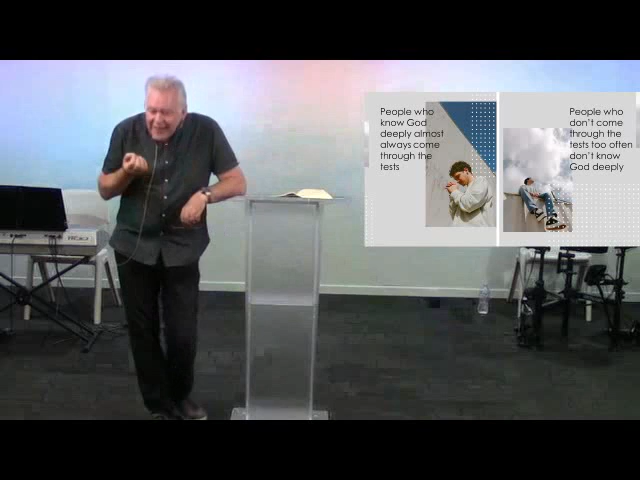 People who
know God
deeply almost
always come
through the
tests
People who
don't come
through the
tests too often
don't know
God deeply